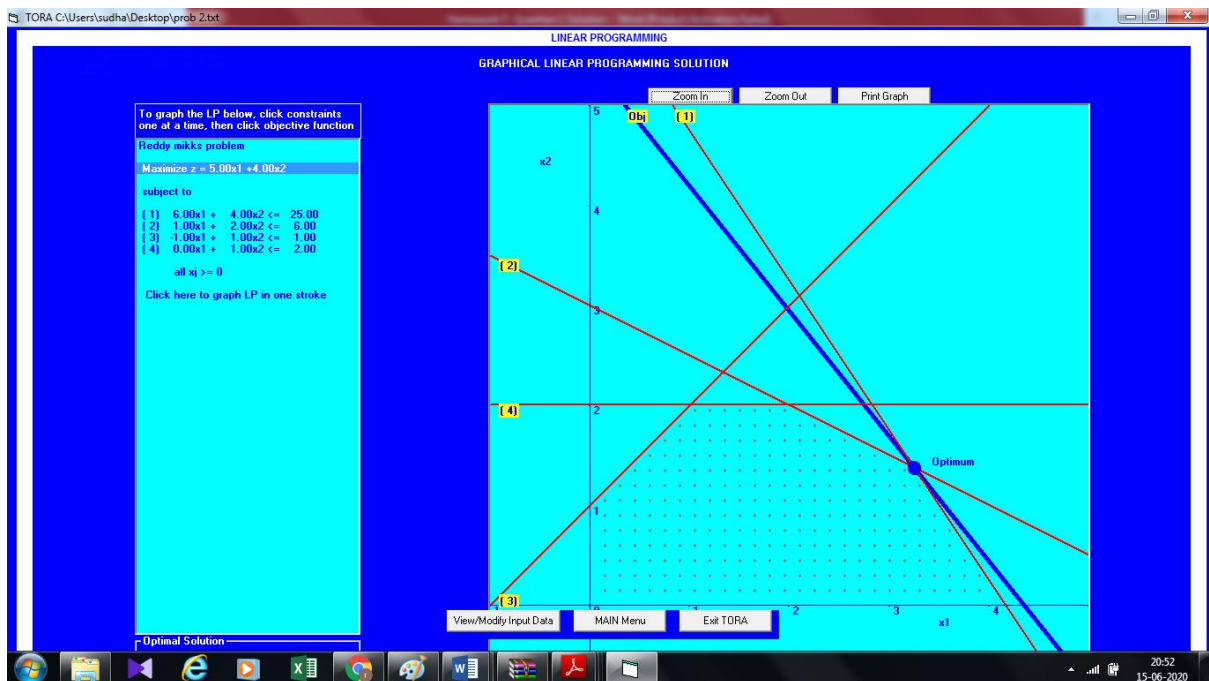 TORA C:\Users\sudha\Desktop\prob 2.txt
LINEAR PROGRAMMING
GRAPHICAL LINEAR PROGRAMMING SOLUTION
Zoom In Zoom Out Print Graph
To graph the LP below, click constraints
one at a time, then click objective function
Reddy mikks problem
Maximize z = 5.00x1 +4.00x2
subject to
( 1) 6.00x1 + 4.00x2 <= 25.00
( 2) 1.00x1 + 2.00x2 <= 6.00
( 3) -1.00x1 + 1.00x2 <= 1.00
( 4) 0.00x1 + 1.00x2 <= 2.00
all xj >= 0
Click here to graph LP in one stroke
Optimal Solution
5 Obj ( 1)
x2
4
( 2)
3
( 4) 2
Optimum
1
( 3)
2 3 4
x1
View/Modify Input Data MAIN Menu Exit TORA
20:52
15-06-2020